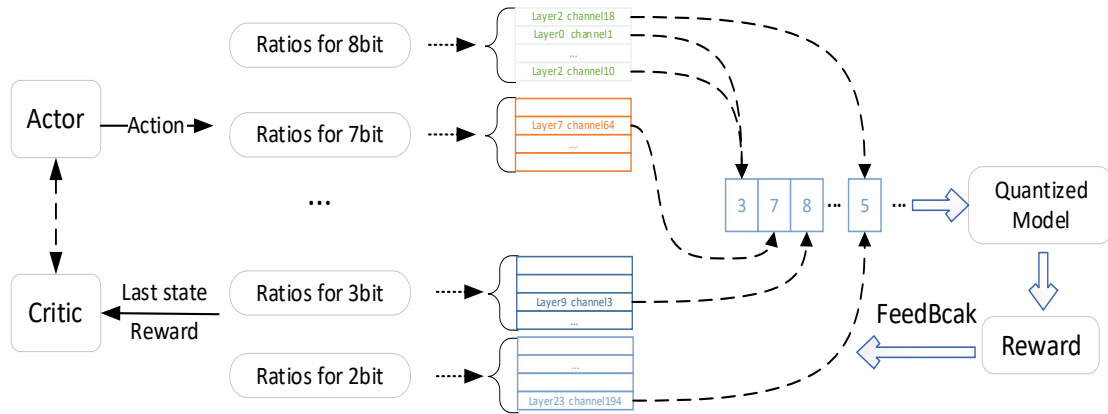 Actor
Action
Critic
Last state
Reward
Ratios for 8bit
Ratios for 7bit
...
Ratios for 3bit
Ratios for 2bit
Layer2 channel18
Layer0 channel1
...
Layer2 channel10
Layer7 channel64
...
Layer9 channel3
...
...
Layer23 channel194
3 7 8 ... 5 ...
Quantized
Model
FeedBcak
Reward